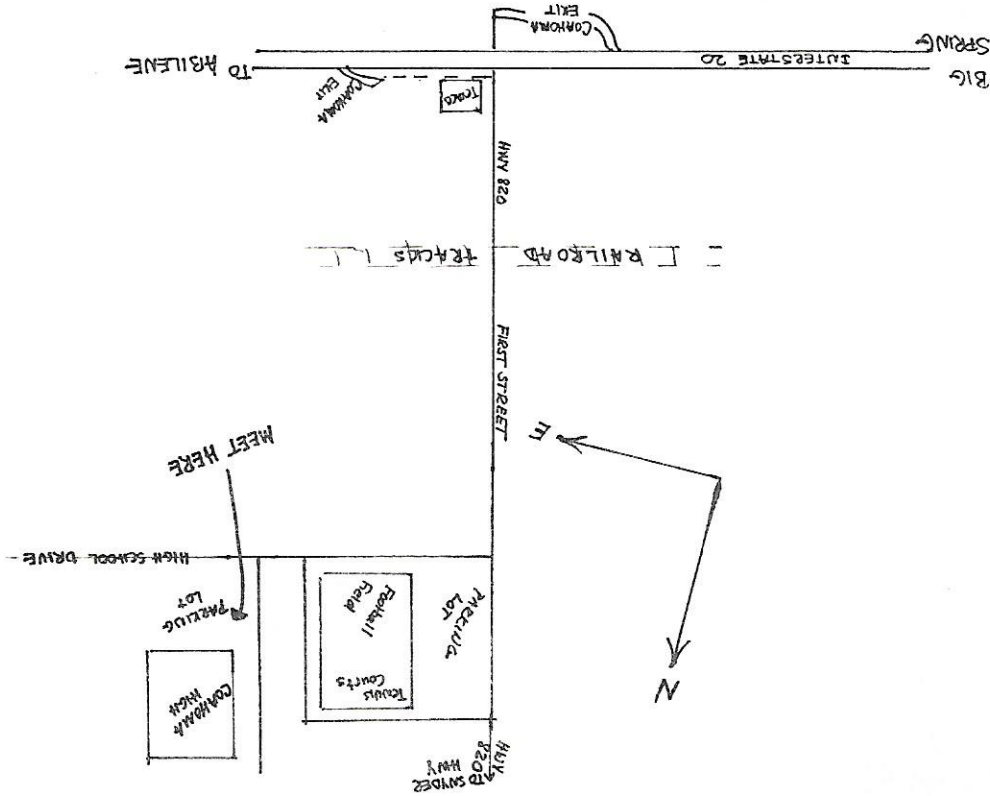 TO SNYDER
HWY
HWY
820
COAHOMA
HIGH
PARKING
LOT
Tennis
Courts
Football
Field
PARKING
LOT
N
HIGH SCHOOL DRIVE
MEET HERE
E
FIRST STREET
RAILROAD TRACKS
HWY 820
COAHOMA
EXIT
BIG
SPRING
INTERSTATE 20
TO ABILENE
COAHOMA
EXIT